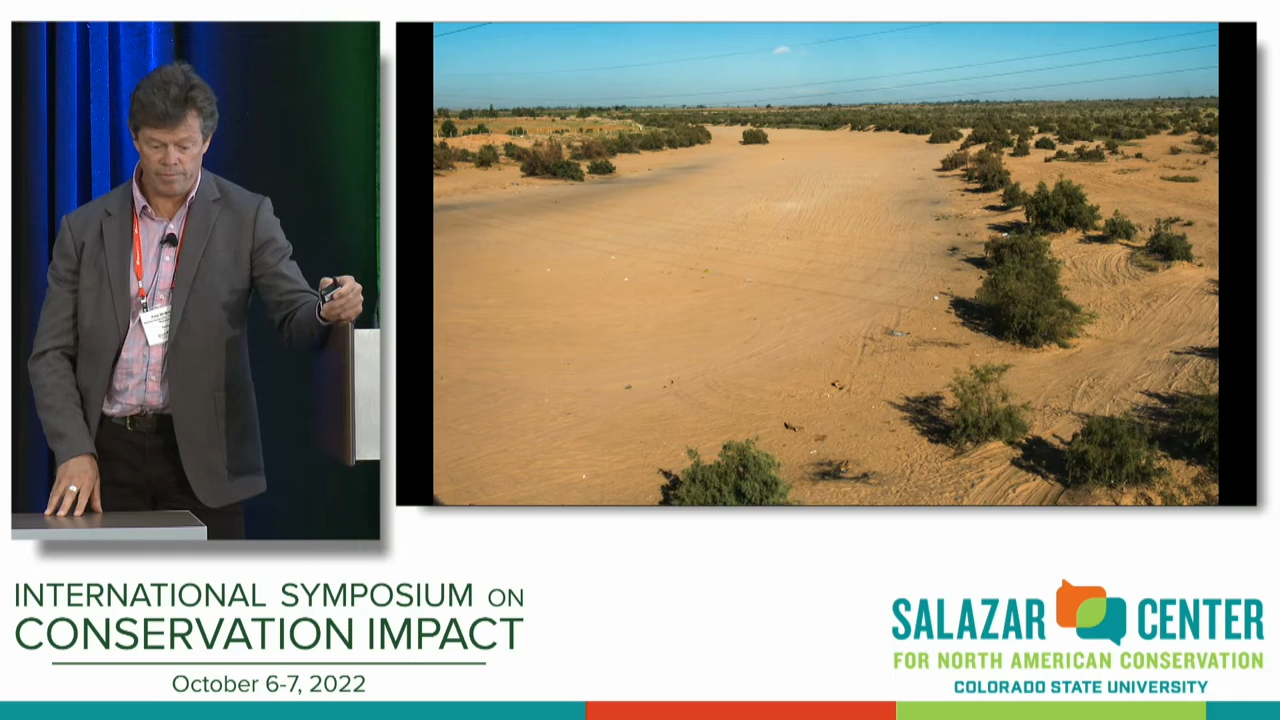 INTERNATIONAL SYMPOSIUM ON
CONSERVATION IMPACT
October 6-7, 2022
SALAZAR CENTER
FOR NORTH AMERICAN CONSERVATION
COLORADO STATE UNIVERSITY